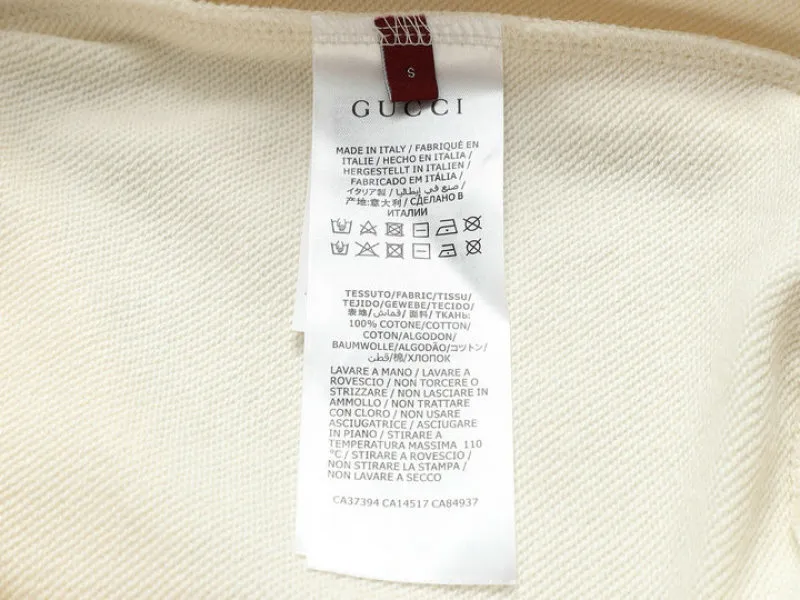 S
GUCCI
MADE IN ITALY / FABRIQUÉ EN
ITALIE / HECHO EN ITALIA /
HERGESTELLT IN ITALIEN /
FABRICADO EM ITÁLIA /
イタリア製 / صنع في إيطاليا /
产地:意大利 / СДЕЛАНО В
ИТАЛИИ
TESSUTO/FABRIC/TISSU/
TEJIDO/GEWEBE/TECIDO/
表地/قماش/ 面料/ ТКАНЬ:
100% COTONE/COTTON/
COTON/ALGODON/
BAUMWOLLE/ALGODÃO/コットン/
قطن/棉/ХЛОПОК
LAVARE A MANO / LAVARE A
ROVESCIO / NON TORCERE O
STRIZZARE / NON LASCIARE IN
AMMOLLO / NON TRATTARE
CON CLORO / NON USARE
ASCIUGATRICE / ASCIUGARE
IN PIANO / STIRARE A
TEMPERATURA MASSIMA 110
°C / STIRARE A ROVESCIO /
NON STIRARE LA STAMPA /
NON LAVARE A SECCO
CA37394 CA14517 CA84937